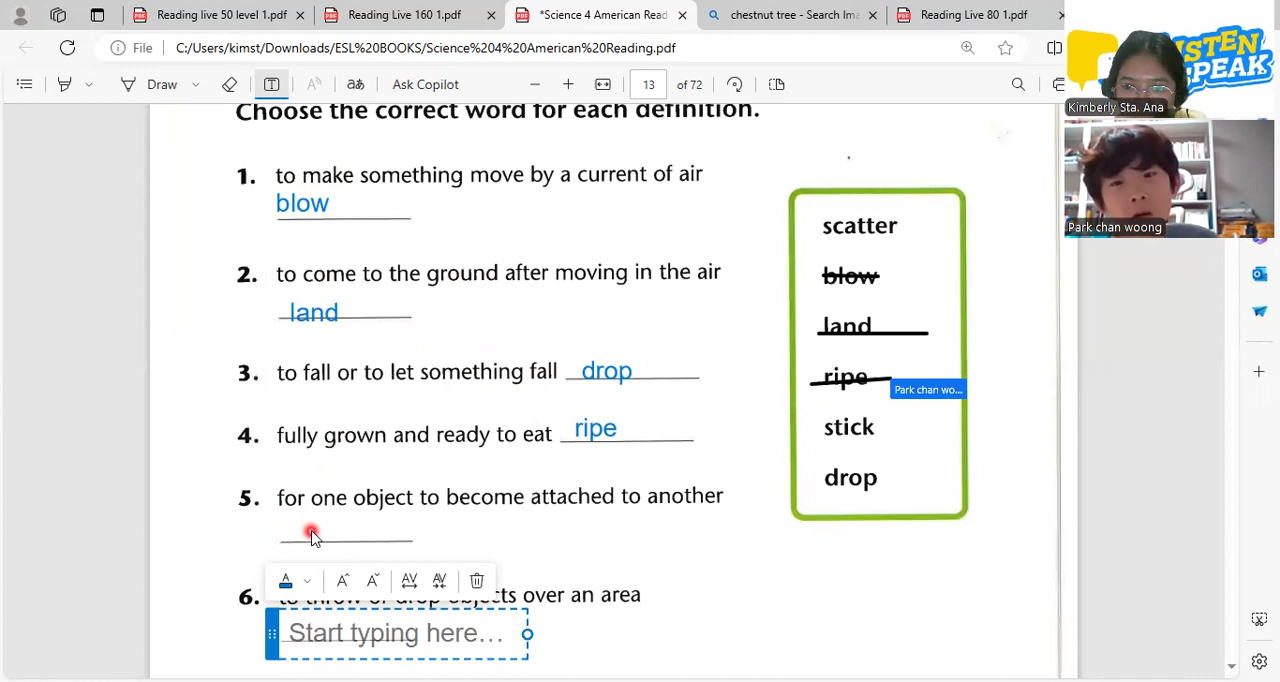 Reading live 50 level 1.pdf
Reading Live 160 1.pdf
*Science 4 American Read
chestnut tree - Search Ima
Reading Live 80 1.pdf
File
C:/Users/kimst/Downloads/ESL%20BOOKS/Science%204%20American%20Reading.pdf
Draw
Ask Copilot
13
of 72
LISTEN
SPEAK
Kimberly Sta. Ana
Park chan woong
Choose the correct word for each definition.
1. to make something move by a current of air
blow
2. to come to the ground after moving in the air
land
3. to fall or to let something fall drop
4. fully grown and ready to eat ripe
5. for one object to become attached to another
6. to throw or drop objects over an area
Start typing here...
scatter
blow
land
ripe
Park chan wo...
stick
drop